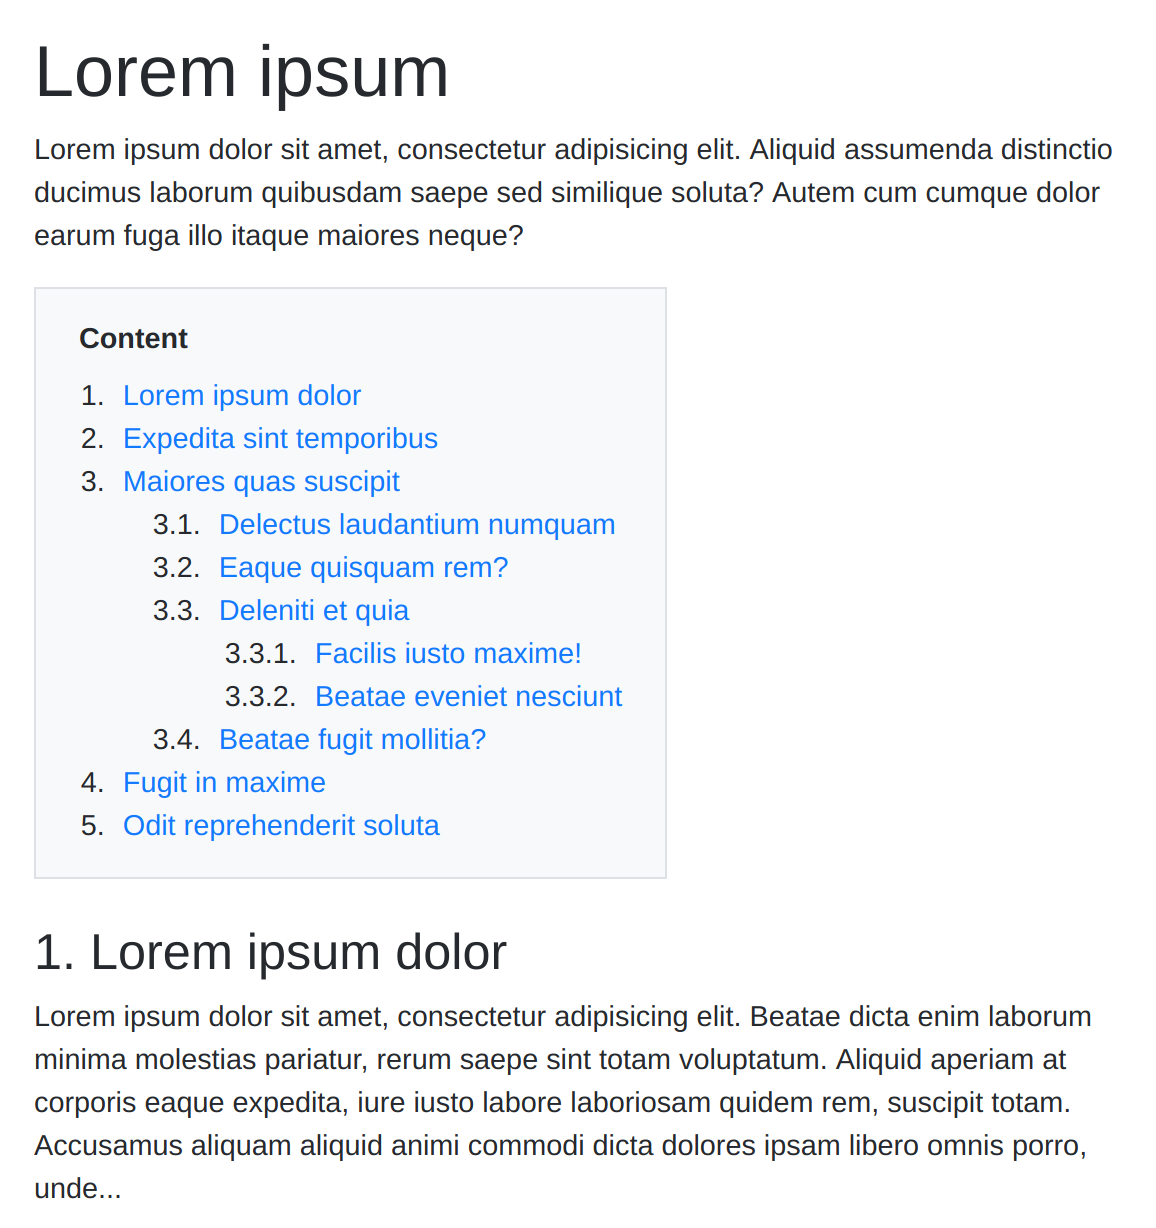 Lorem ipsum
Lorem ipsum dolor sit amet, consectetur adipisicing elit. Aliquid assumenda distinctio
ducimus laborum quibusdam saepe sed similique soluta? Autem cum cumque dolor
earum fuga illo itaque maiores neque?
Content
1. Lorem ipsum dolor
2. Expedita sint temporibus
3. Maiores quas suscipit
3.1. Delectus laudantium numquam
3.2. Eaque quisquam rem?
3.3. Deleniti et quia
3.3.1. Facilis iusto maxime!
3.3.2. Beatae eveniet nesciunt
3.4. Beatae fugit mollitia?
4. Fugit in maxime
5. Odit reprehenderit soluta
1. Lorem ipsum dolor
Lorem ipsum dolor sit amet, consectetur adipisicing elit. Beatae dicta enim laborum
minima molestias pariatur, rerum saepe sint totam voluptatum. Aliquid aperiam at
corporis eaque expedita, iure iusto labore laboriosam quidem rem, suscipit totam.
Accusamus aliquam aliquid animi commodi dicta dolores ipsam libero omnis porro,
unde...